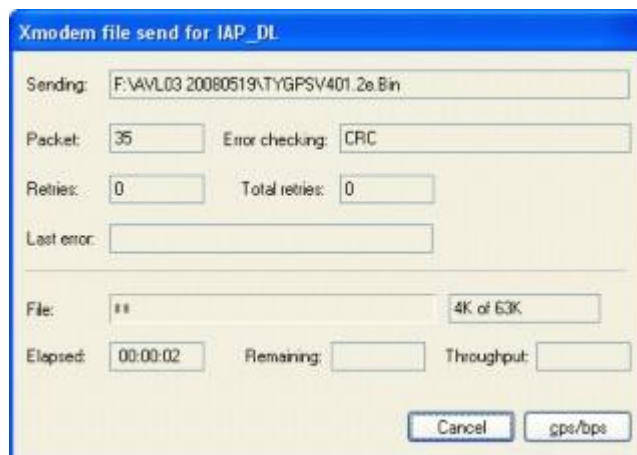 Xmodem file send for IAP_DL
Sending: F:\AVL03 20080519\TYGPSV401.2e.Bin
Packet: 35 Error checking: CRC
Retries: 0 Total retries: 0
Last error:
File: 4K of 63K
Elapsed: 00:00:02 Remaining: Throughput:
Cancel cps/bps